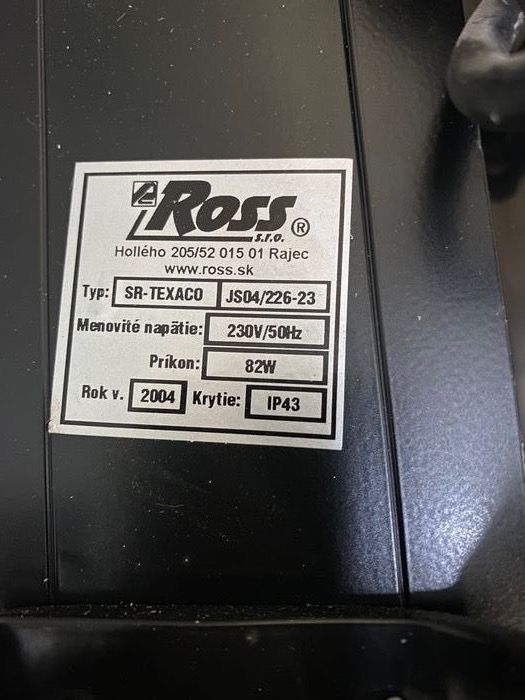 ROSS ®
s.r.o.
Hollého 205/52 015 01 Rajec
www.ross.sk
Typ: SR-TEXACO JS04/226-23
Menovité napätie: 230V/50Hz
Príkon: 82W
Rok v. 2004 Krytie: IP43